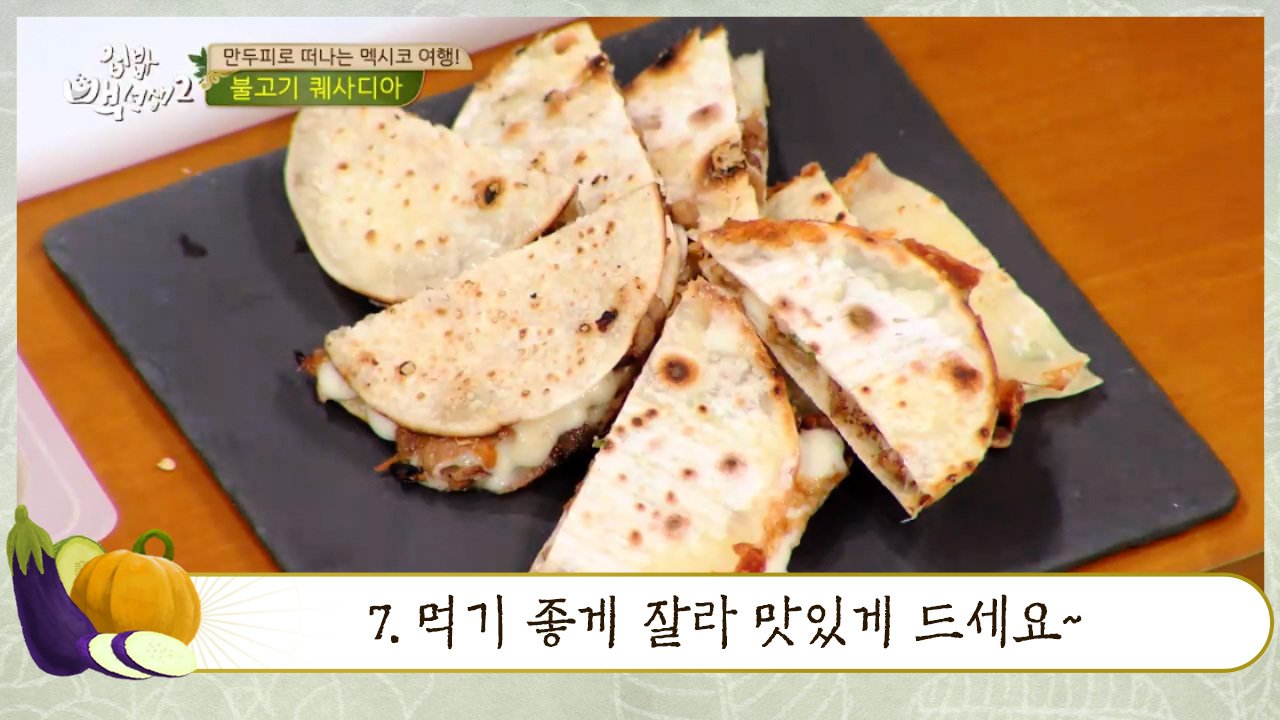 집밥
백선생2
만두피로 떠나는 멕시코 여행!
불고기 퀘사디아
7. 먹기 좋게 잘라 맛있게 드세요~